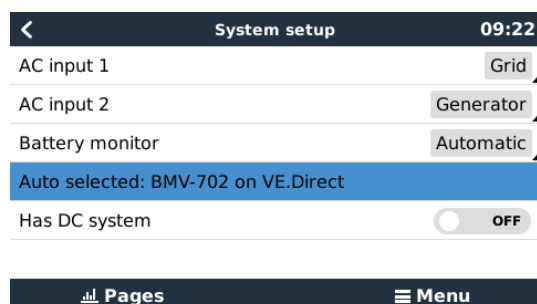 System setup 09:22
AC input 1 Grid
AC input 2 Generator
Battery monitor Automatic
Auto selected: BMV-702 on VE.Direct
Has DC system OFF
Pages Menu